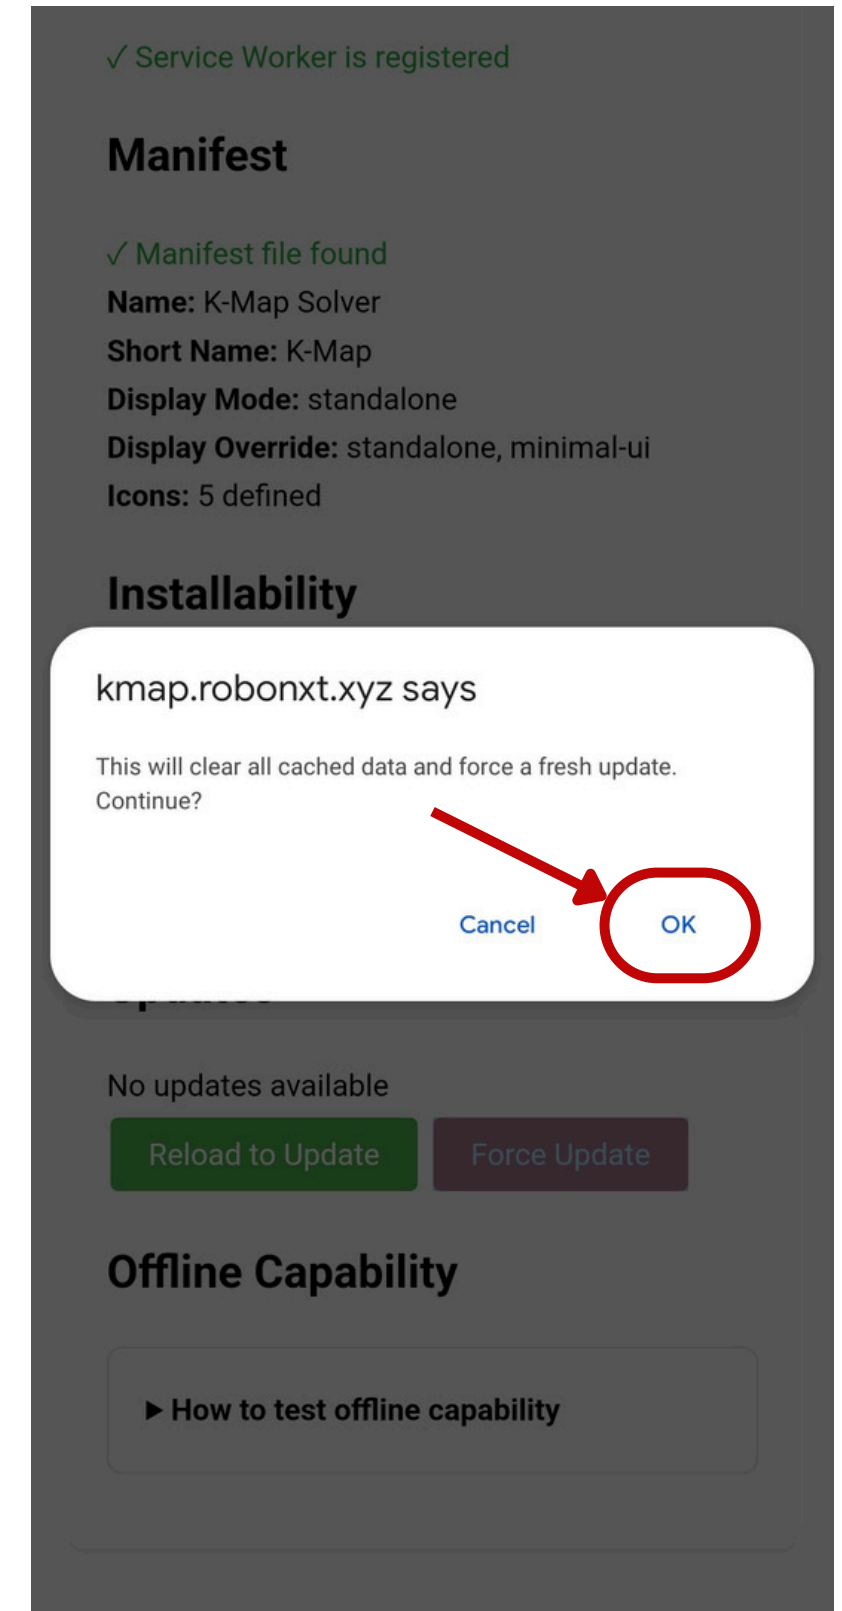 ✓ Service Worker is registered
Manifest
✓ Manifest file found
Name: K-Map Solver
Short Name: K-Map
Display Mode: standalone
Display Override: standalone, minimal-ui
Icons: 5 defined
Installability
kmap.robonxt.xyz says
This will clear all cached data and force a fresh update.
Continue?
Cancel OK
No updates available
Reload to Update Force Update
Offline Capability
▶ How to test offline capability